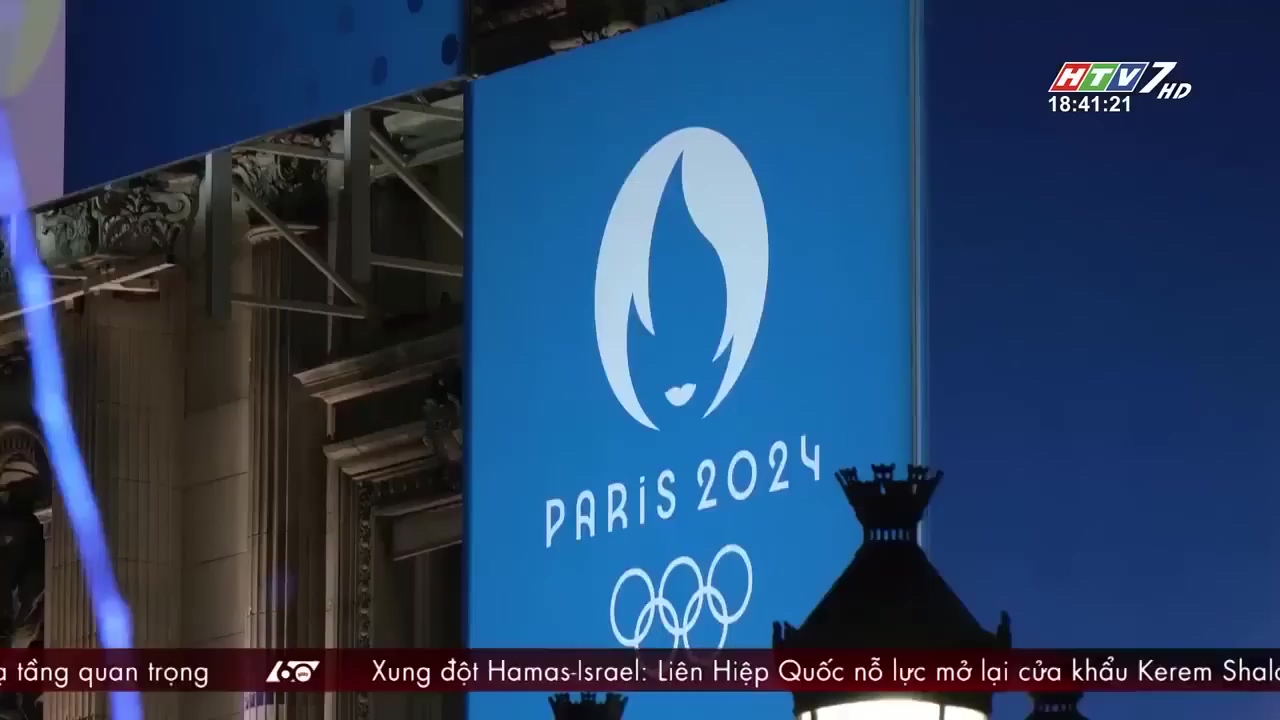 HTV7 HD
18:41:21
PARiS 2024
tầng quan trọng 60 Xung đột Hamas-Israel: Liên Hiệp Quốc nỗ lực mở lại cửa khẩu Kerem